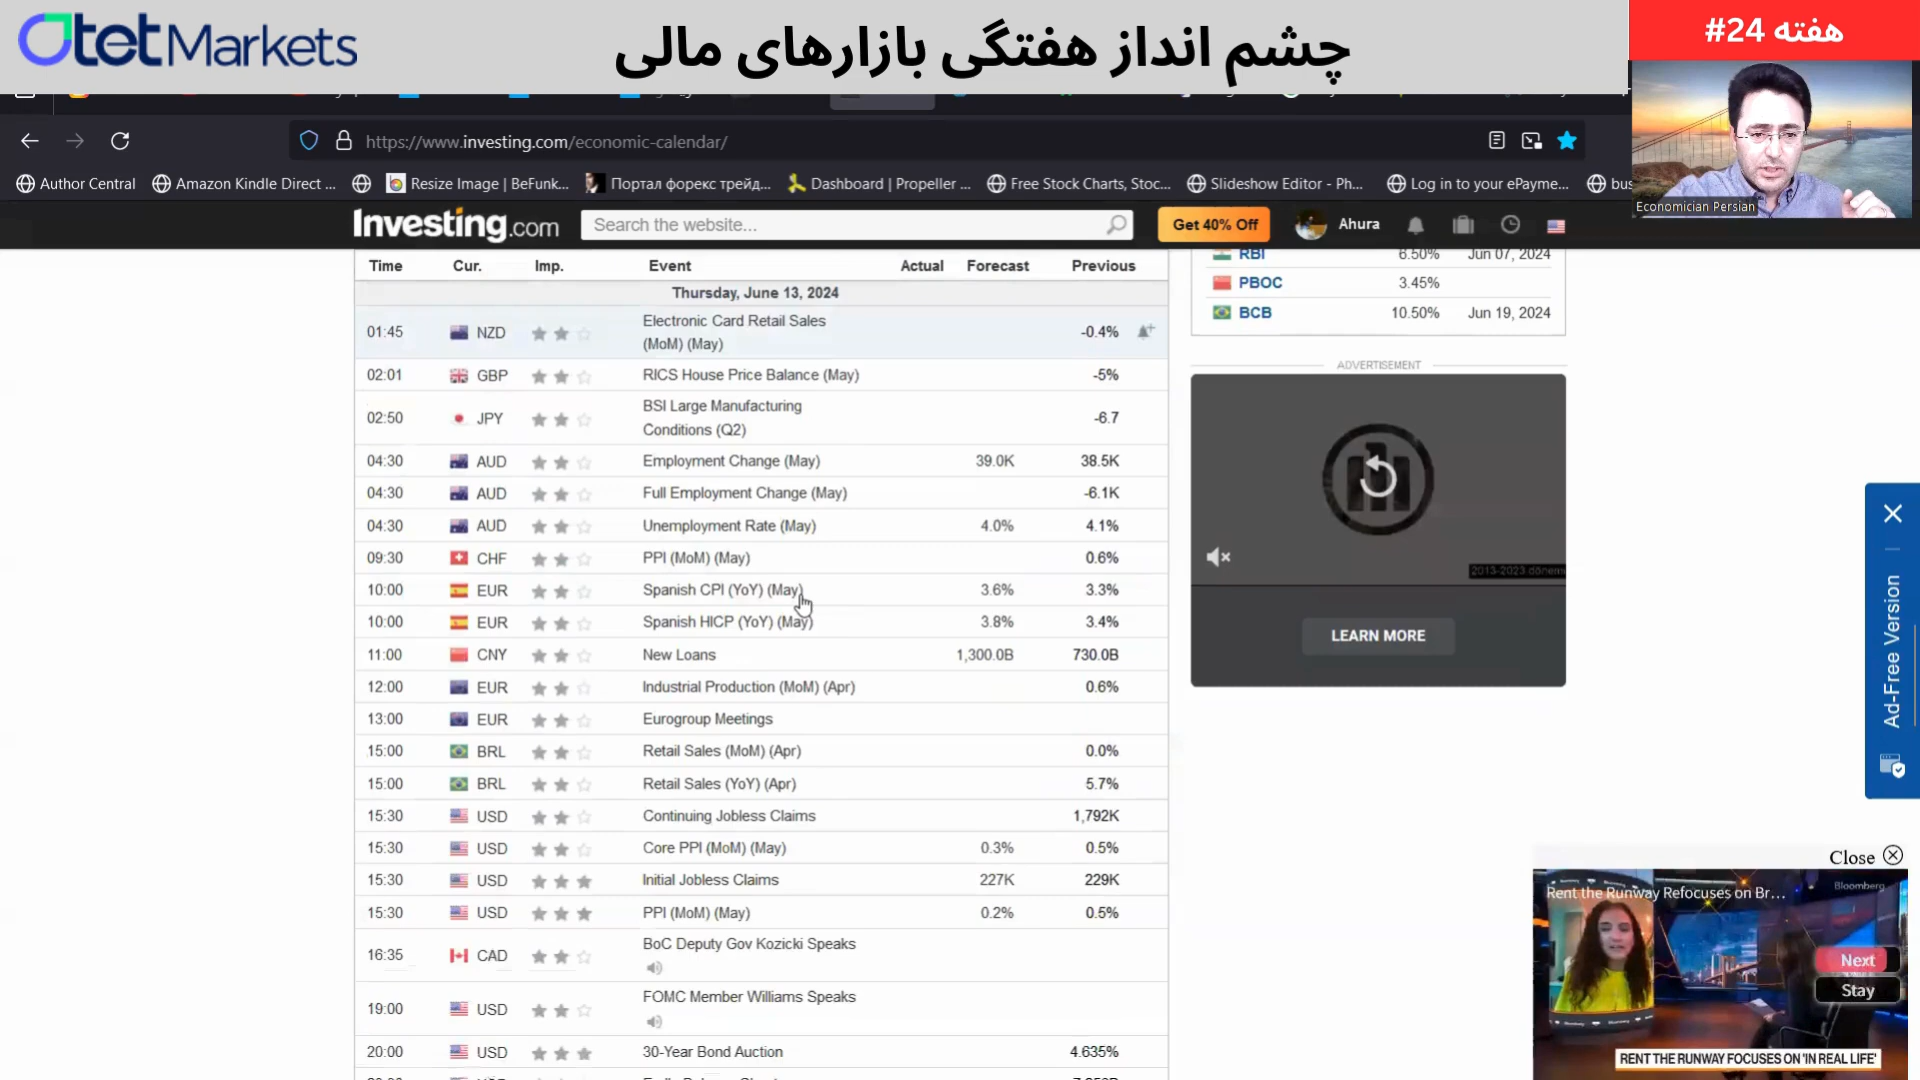 Otet Markets
چشم انداز هفتگی بازارهای مالی
هفته 24#
https://www.investing.com/economic-calendar/
Author Central
Amazon Kindle Direct ...
Resize Image | BeFunk...
Портал форекс трейд...
Dashboard | Propeller ...
Free Stock Charts, Stoc...
Slideshow Editor - Ph...
Log in to your ePayme...
bus
Economician Persian
Investing.com
Search the website...
Get 40% Off
Ahura
Time Cur. Imp. Event Actual Forecast Previous
Thursday, June 13, 2024
01:45 NZD Electronic Card Retail Sales (MoM) (May) -0.4%
02:01 GBP RICS House Price Balance (May) -5%
02:50 JPY BSI Large Manufacturing Conditions (Q2) -6.7
04:30 AUD Employment Change (May) 39.0K 38.5K
04:30 AUD Full Employment Change (May) -6.1K
04:30 AUD Unemployment Rate (May) 4.0% 4.1%
09:30 CHF PPI (MoM) (May) 0.6%
10:00 EUR Spanish CPI (YoY) (May) 3.6% 3.3%
10:00 EUR Spanish HICP (YoY) (May) 3.8% 3.4%
11:00 CNY New Loans 1,300.0B 730.0B
12:00 EUR Industrial Production (MoM) (Apr) 0.6%
13:00 EUR Eurogroup Meetings
15:00 BRL Retail Sales (MoM) (Apr) 0.0%
15:00 BRL Retail Sales (YoY) (Apr) 5.7%
15:30 USD Continuing Jobless Claims 1,792K
15:30 USD Core PPI (MoM) (May) 0.3% 0.5%
15:30 USD Initial Jobless Claims 227K 229K
15:30 USD PPI (MoM) (May) 0.2% 0.5%
16:35 CAD BoC Deputy Gov Kozicki Speaks
19:00 USD FOMC Member Williams Speaks
20:00 USD 30-Year Bond Auction 4.635%
RBI 6.50% Jun 07, 2024
PBOC 3.45%
BCB 10.50% Jun 19, 2024
ADVERTISEMENT
2013-2023 dönem
LEARN MORE
Ad-Free Version
Close
Rent the Runway Refocuses on Br...
Bloomberg
Next
Stay
RENT THE RUNWAY FOCUSES ON 'IN REAL LIFE'